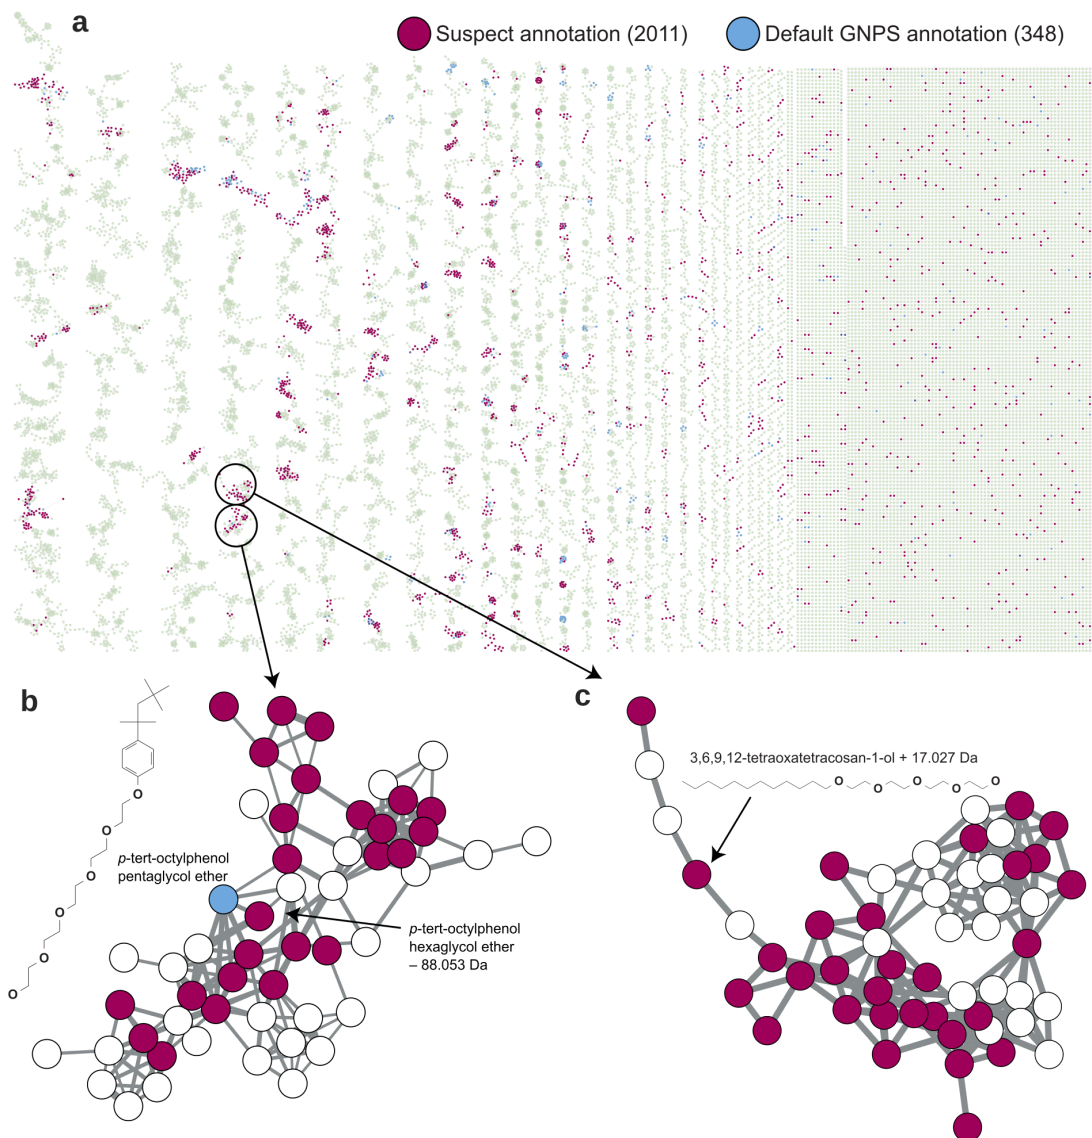 a
Suspect annotation (2011)
Default GNPS annotation (348)
b
O
O
O
O
O
O
p-tert-octylphenol
pentaglycol ether
p-tert-octylphenol
hexaglycol ether
– 88.053 Da
c
3,6,9,12-tetraoxatetracosan-1-ol + 17.027 Da
O O O O O